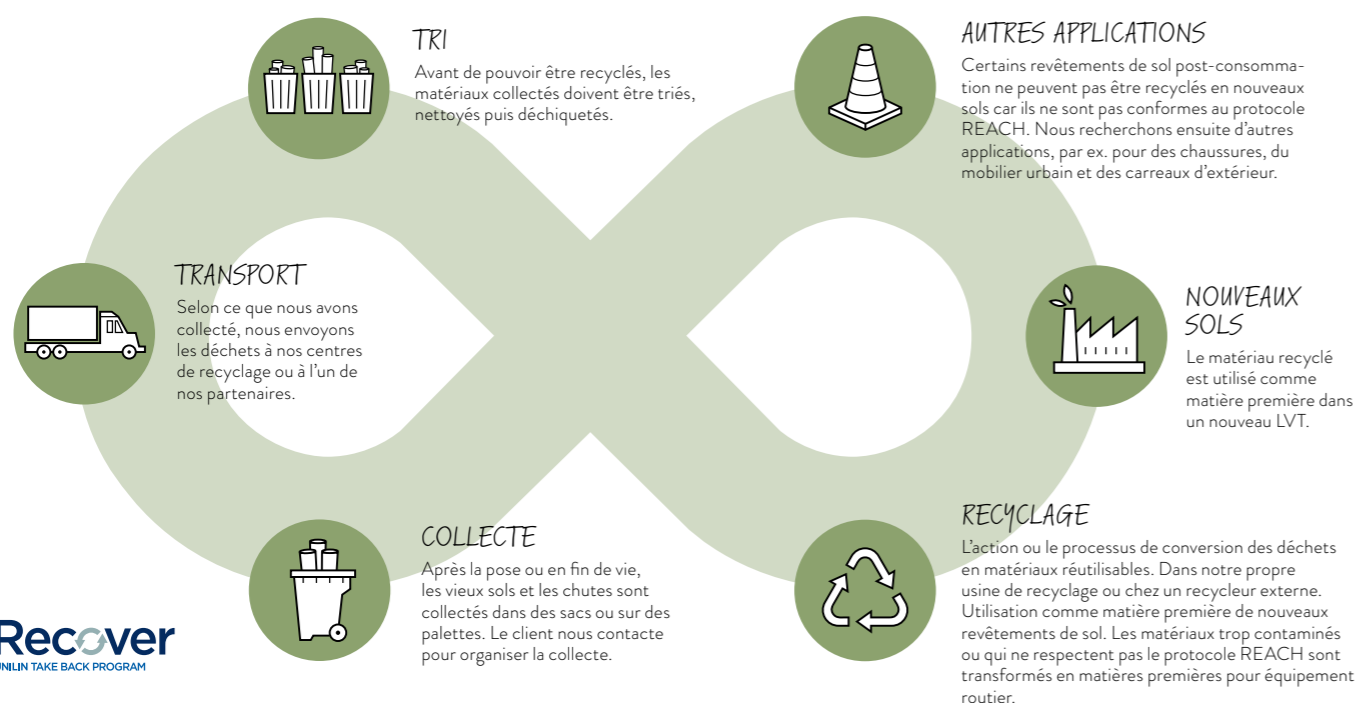 TRI
Avant de pouvoir être recyclés, les
matériaux collectés doivent être triés,
nettoyés puis déchiquetés.
AUTRES APPLICATIONS
Certains revêtements de sol post-consomma-
tion ne peuvent pas être recyclés en nouveaux
sols car ils ne sont pas conformes au protocole
REACH. Nous recherchons ensuite d'autres
applications, par ex. pour des chaussures, du
mobilier urbain et des carreaux d'extérieur.
TRANSPORT
Selon ce que nous avons
collecté, nous envoyons
les déchets à nos centres
de recyclage ou à l'un de
nos partenaires.
NOUVEAUX
SOLS
Le matériau recyclé
est utilisé comme
matière première dans
un nouveau LVT.
COLLECTE
Après la pose ou en fin de vie,
les vieux sols et les chutes sont
collectés dans des sacs ou sur des
palettes. Le client nous contacte
pour organiser la collecte.
RECYCLAGE
L'action ou le processus de conversion des déchets
en matériaux réutilisables. Dans notre propre
usine de recyclage ou chez un recycleur externe.
Utilisation comme matière première de nouveaux
revêtements de sol. Les matériaux trop contaminés
ou qui ne respectent pas le protocole REACH sont
transformés en matières premières pour équipement
routier.
Recover
UNILIN TAKE BACK PROGRAM